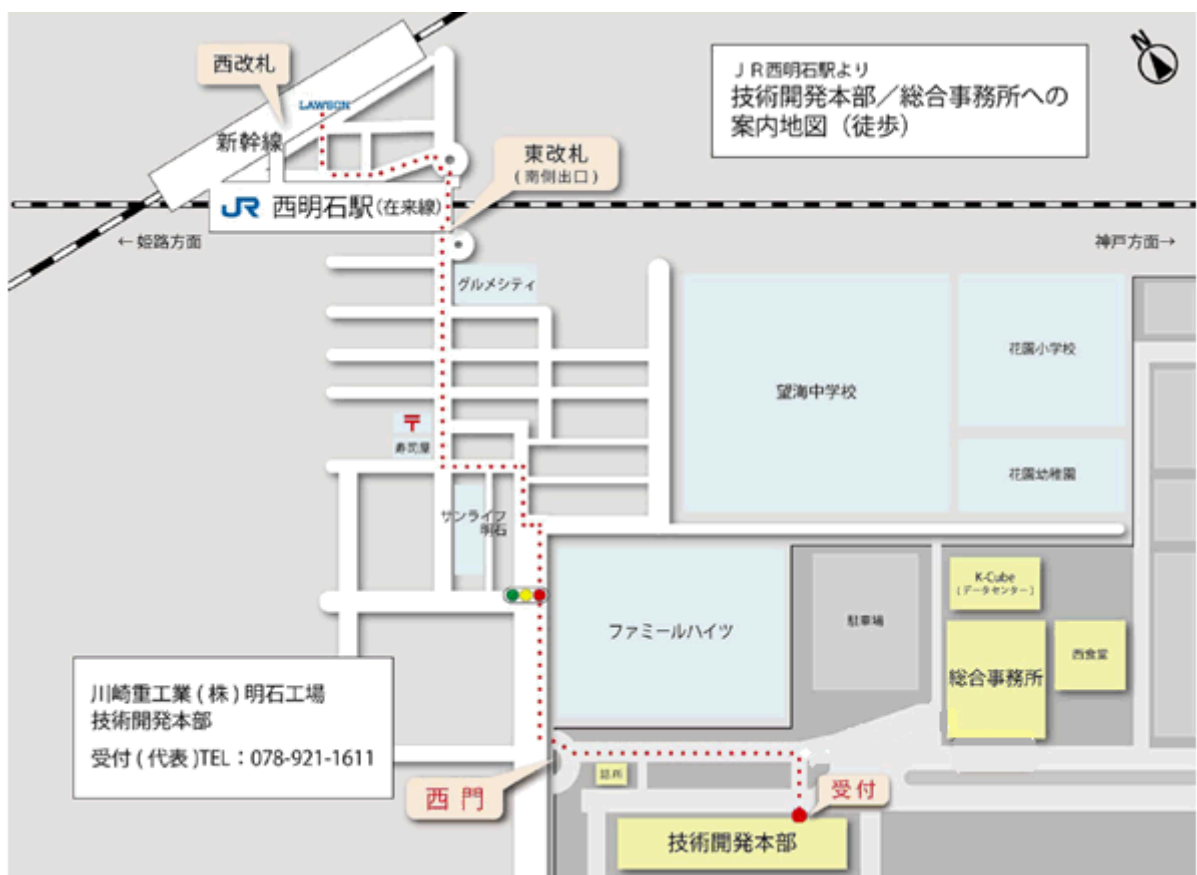 西改札
LAWSON
新幹線
JR 西明石駅(在来線)
東改札
(南側出口)
ＪＲ西明石駅より
技術開発本部／総合事務所への
案内地図（徒歩）
N
←姫路方面
神戸方面→
グルメシティ
望海中学校
花園小学校
花園幼稚園
〒
寿司屋
サンライフ
明石
ファミールハイツ
駐車場
K-Cube
(データセンター)
総合事務所
西食堂
川崎重工業(株)明石工場
技術開発本部
受付(代表)TEL：078-921-1611
西門
詰所
受付
技術開発本部